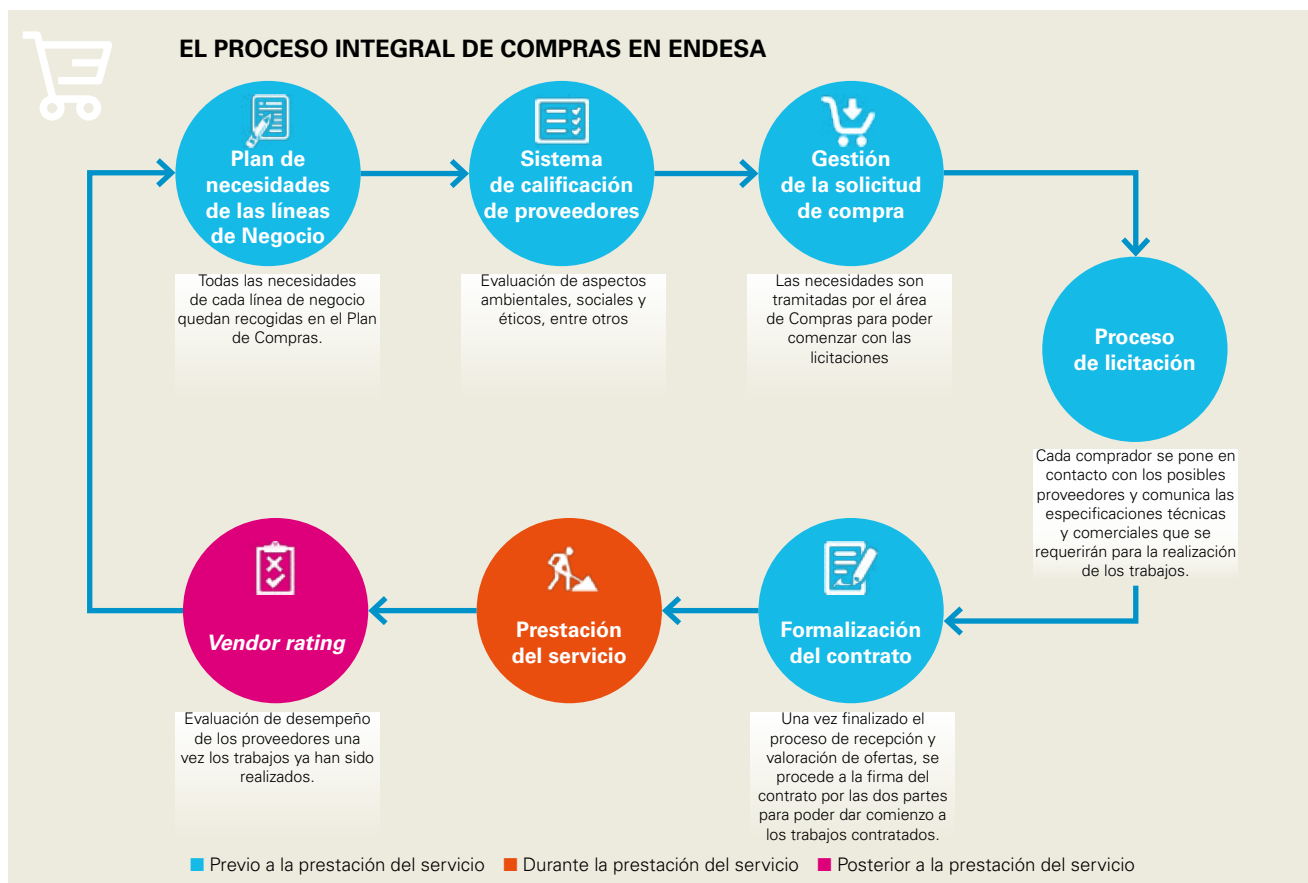 EL PROCESO INTEGRAL DE COMPRAS EN ENDESA
Plan de
necesidades
de las líneas
de Negocio
Todas las necesidades
de cada línea de negocio
quedan recogidas en el Plan
de Compras.
Sistema
de calificación
de proveedores
Evaluación de aspectos
ambientales, sociales y
éticos, entre otros
Gestión
de la solicitud
de compra
Las necesidades son
tramitadas por el área
de Compras para poder
comenzar con las
licitaciones
Proceso
de licitación
Cada comprador se pone en
contacto con los posibles
proveedores y comunica las
especificaciones técnicas
y comerciales que se
requerirán para la realización
de los trabajos.
Formalización
del contrato
Una vez finalizado el
proceso de recepción y
valoración de ofertas, se
procede a la firma del
contrato por las dos partes
para poder dar comienzo a
los trabajos contratados.
Prestación
del servicio
Vendor rating
Evaluación de desempeño
de los proveedores una
vez los trabajos ya han sido
realizados.
Previo a la prestación del servicio Durante la prestación del servicio Posterior a la prestación del servicio